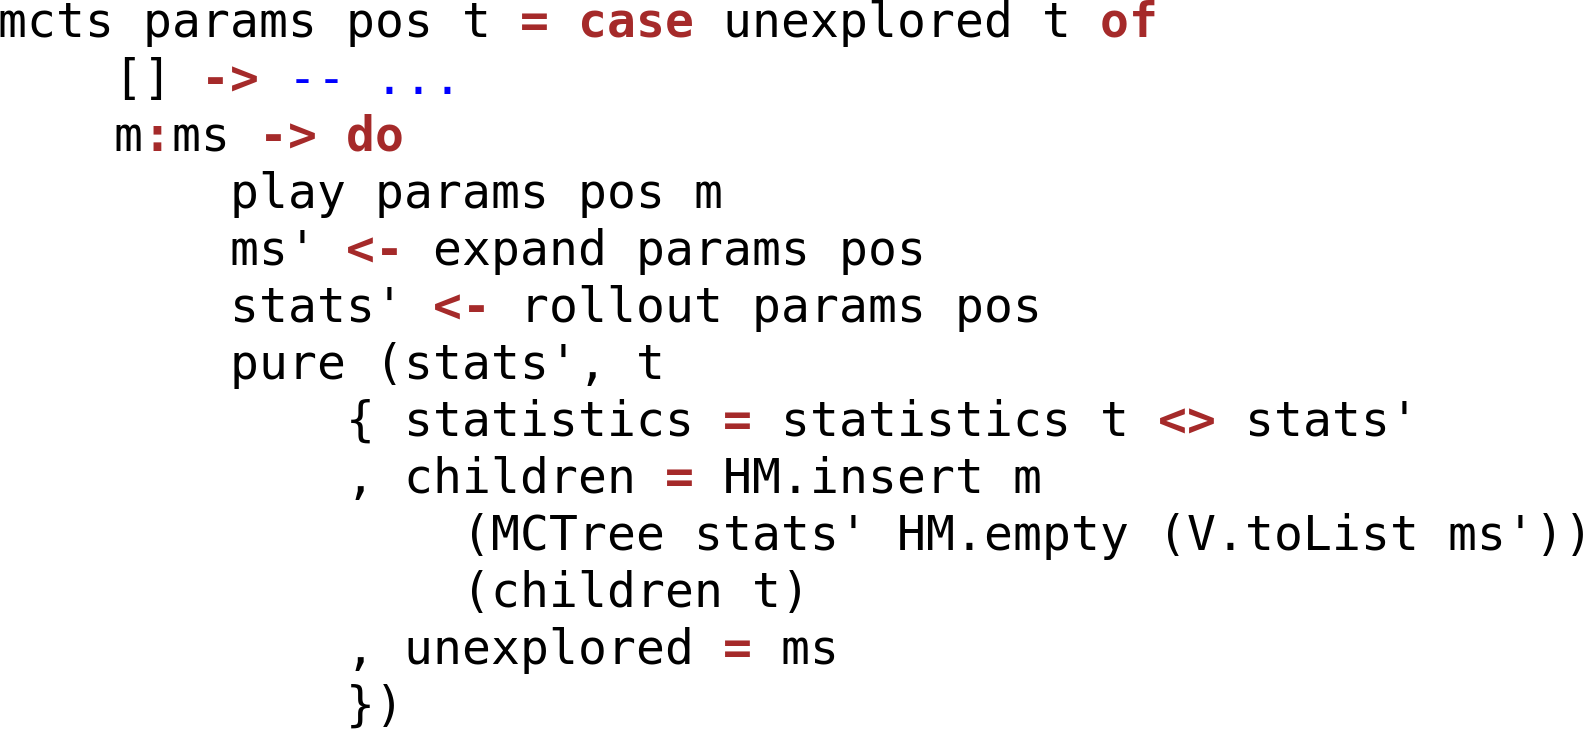 mcts params pos t = case unexplored t of
    [] -> -- ...
    m:ms -> do
        play params pos m
        ms' <- expand params pos
        stats' <- rollout params pos
        pure (stats', t
            { statistics = statistics t <> stats'
            , children = HM.insert m
                (MCTree stats' HM.empty (V.toList ms'))
                (children t)
            , unexplored = ms
            })